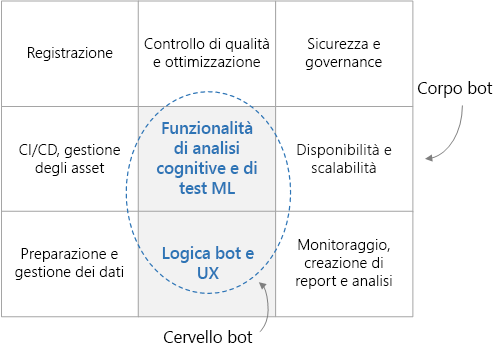 Registrazione
Controllo di qualità
e ottimizzazione
Sicurezza e
governance
Corpo bot
CI/CD, gestione
degli asset
Funzionalità
di analisi
cognitive e di
test ML
Disponibilità e
scalabilità
Preparazione e
gestione dei dati
Logica bot e
UX
Monitoraggio,
creazione di
report e analisi
Cervello bot